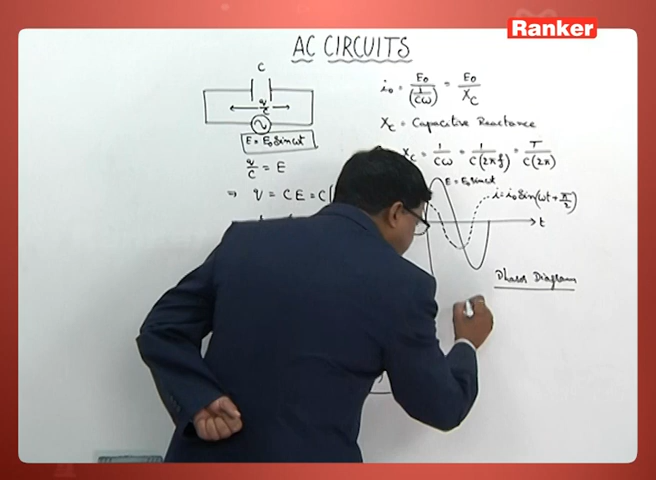 Ranker
AC CIRCUITS
C
q/C
E = E₀ Sin ωt
q/C = E
⇒ q = CE = C(
i₀ = E₀/(1/Cω) = E₀/X_C
X_C = Capacitive Reactance
X_C = 1/Cω = 1/C(2πf) = T/C(2π)
E = E₀ sin ωt
i = i₀ Sin(ωt + π/2)
t
Phasor Diagram